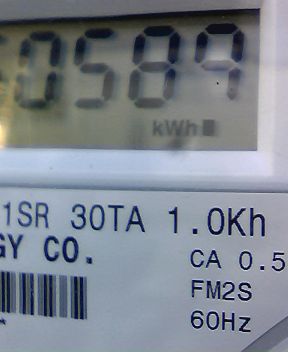 0589
kWh
1SR 30TA 1.0Kh
GY CO.
CA 0.5
FM2S
60Hz